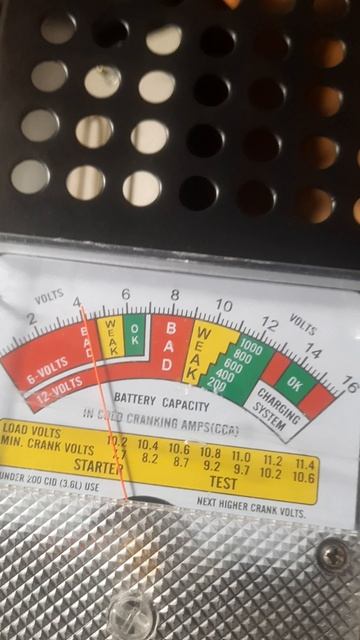 VOLTS
VOLTS
2 4 6 8 10 12 14 16
BAD
WEAK
OK
BAD
WEAK
1000
800
600
400
200
OK
CHARGING
SYSTEM
6-VOLTS
12-VOLTS
BATTERY CAPACITY
IN COLD CRANKING AMPS(CCA)
LOAD VOLTS 10.2 10.4 10.6 10.8 11.0 11.2 11.4
MIN. CRANK VOLTS 7.7 8.2 8.7 9.2 9.7 10.2 10.6
STARTER TEST
UNDER 200 CID (3.6L) USE NEXT HIGHER CRANK VOLTS.